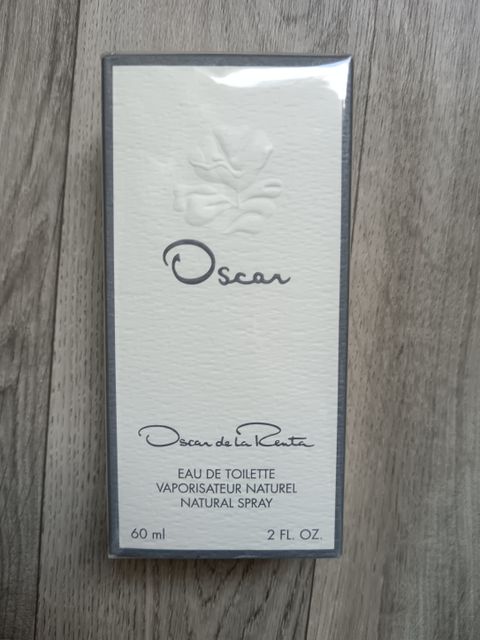 Oscar
Oscar de la Renta
EAU DE TOILETTE
VAPORISATEUR NATUREL
NATURAL SPRAY
60 ml 2 FL. OZ.